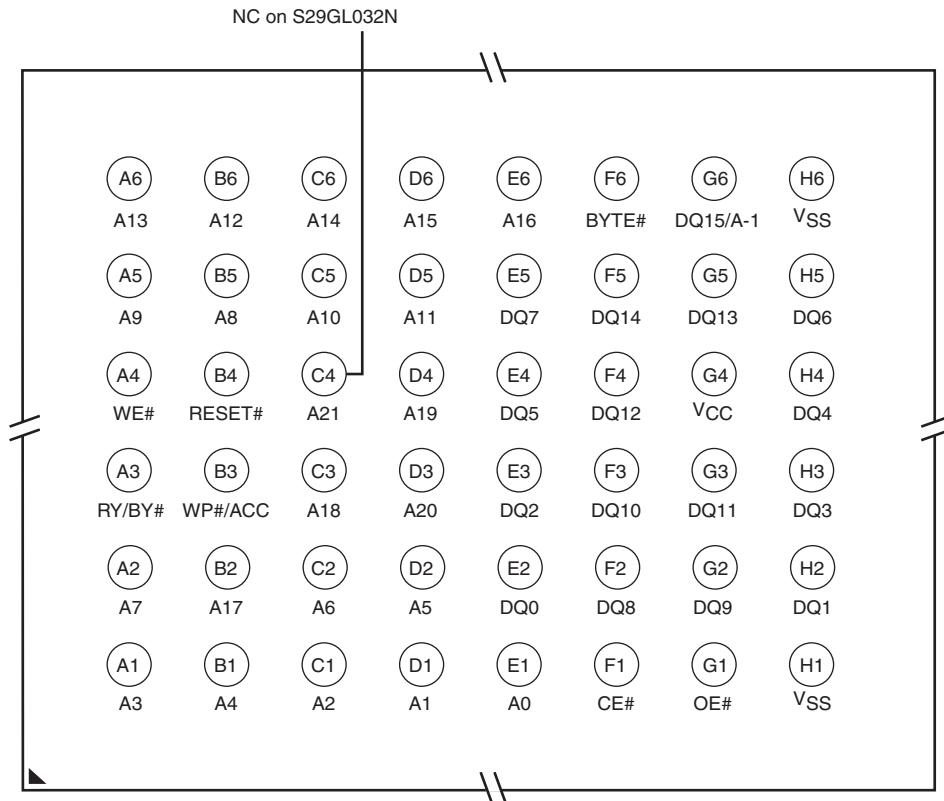 NC on S29GL032N
A6 B6 C6 D6 E6 F6 G6 H6
A13 A12 A14 A15 A16 BYTE# DQ15/A-1 VSS
A5 B5 C5 D5 E5 F5 G5 H5
A9 A8 A10 A11 DQ7 DQ14 DQ13 DQ6
A4 B4 C4 D4 E4 F4 G4 H4
WE# RESET# A21 A19 DQ5 DQ12 VCC DQ4
A3 B3 C3 D3 E3 F3 G3 H3
RY/BY# WP#/ACC A18 A20 DQ2 DQ10 DQ11 DQ3
A2 B2 C2 D2 E2 F2 G2 H2
A7 A17 A6 A5 DQ0 DQ8 DQ9 DQ1
A1 B1 C1 D1 E1 F1 G1 H1
A3 A4 A2 A1 A0 CE# OE# VSS